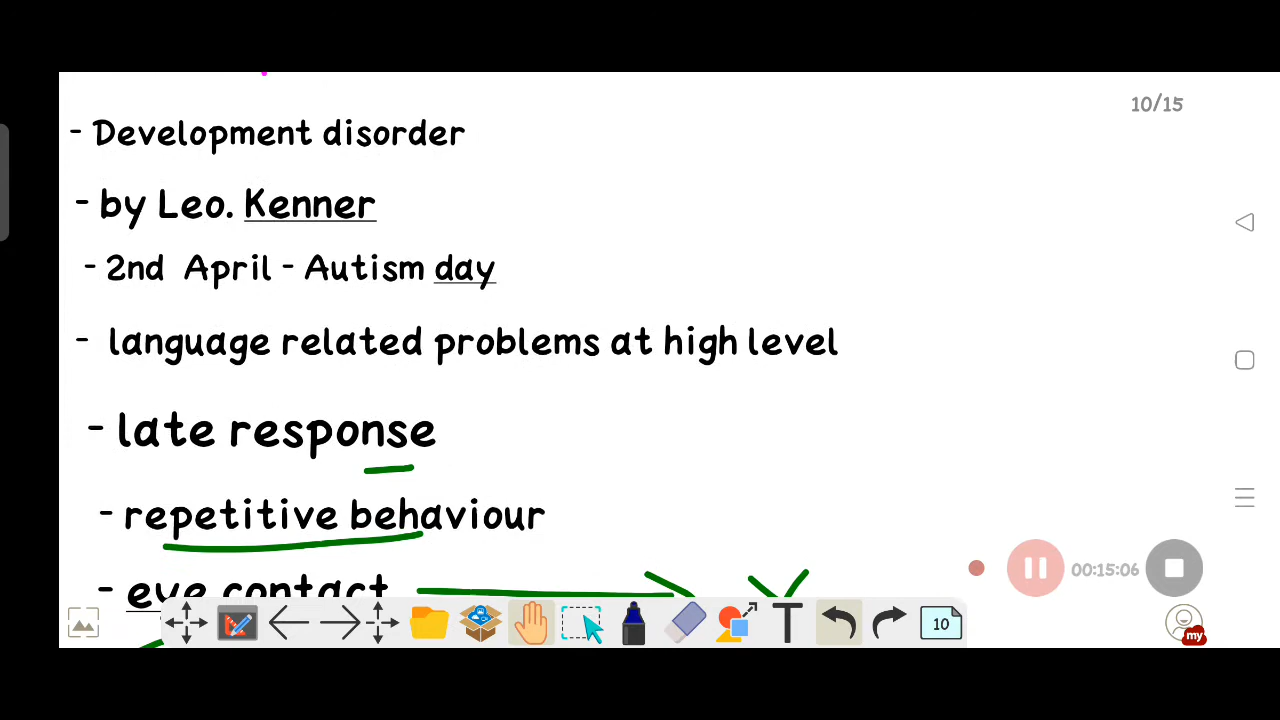 10/15
- Development disorder
- by Leo. Kenner
- 2nd April - Autism day
- language related problems at high level
- late response
- repetitive behaviour
- eye contact
00:15:06
T
10
my